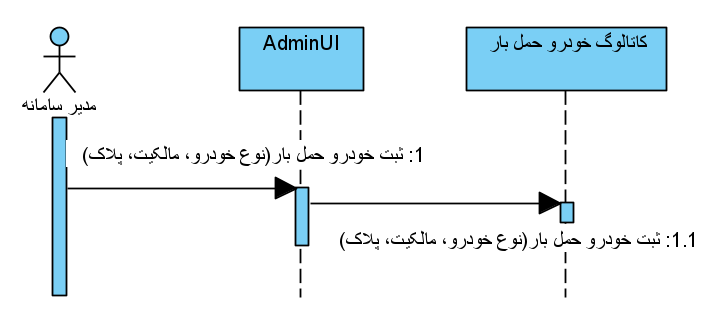 AdminUI
کاتالوگ خودرو حمل بار
مدیر سامانه
1: ثبت خودرو حمل بار(نوع خودرو، مالکیت، پلاک)
1.1: ثبت خودرو حمل بار(نوع خودرو، مالکیت، پلاک)